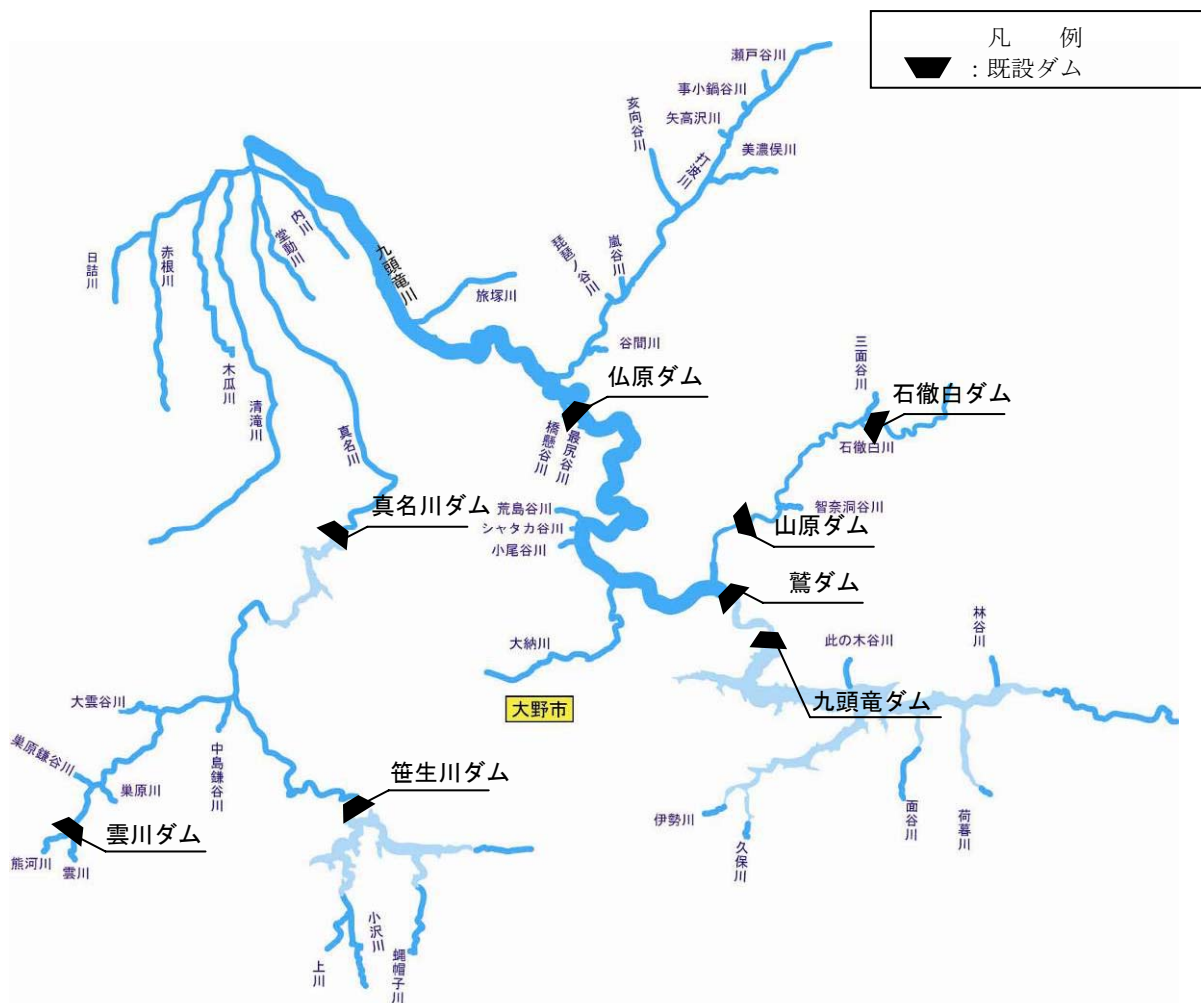 凡 例
：既設ダム
瀬戸谷川
事小鍋谷川
亥向谷川
矢高沢川
美濃俣川
打波川
内川
堂動川
九頭竜川
日詰川
赤根川
嵐谷川
琵琶ノ谷川
旅塚川
谷間川
三面谷川
木瓜川
清滝川
真名川
仏原ダム
石徹白ダム
石徹白川
最尻谷川
橋懸谷川
荒島谷川
シャタカ谷川
小尾谷川
智奈洞谷川
山原ダム
真名川ダム
鷲ダム
林谷川
此の木谷川
大納川
大野市
九頭竜ダム
大雲谷川
中島鎌谷川
巣原鎌谷川
巣原川
笹生川ダム
雲川ダム
熊河川
雲川
伊勢川
久保川
面谷川
荷暮川
小沢川
上川
蝿帽子川